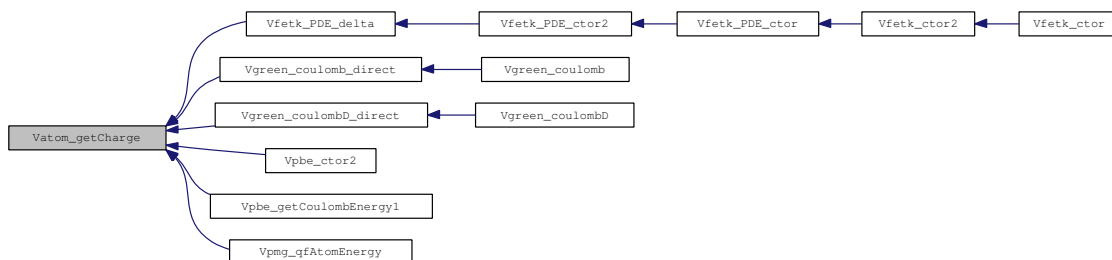 Vfetk_PDE_delta
Vfetk_PDE_ctor2
Vfetk_PDE_ctor
Vfetk_ctor2
Vfetk_ctor
Vgreen_coulomb_direct
Vgreen_coulomb
Vgreen_coulombD_direct
Vgreen_coulombD
Vatom_getCharge
Vpbe_ctor2
Vpbe_getCoulombEnergy1
Vpmg_qfAtomEnergy